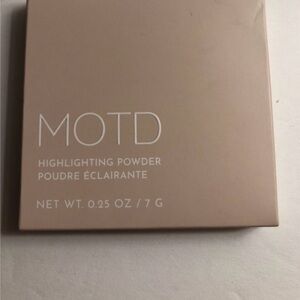 MOTD
HIGHLIGHTING POWDER
POUDRE ÉCLAIRANTE
NET WT. 0.25 OZ / 7 G